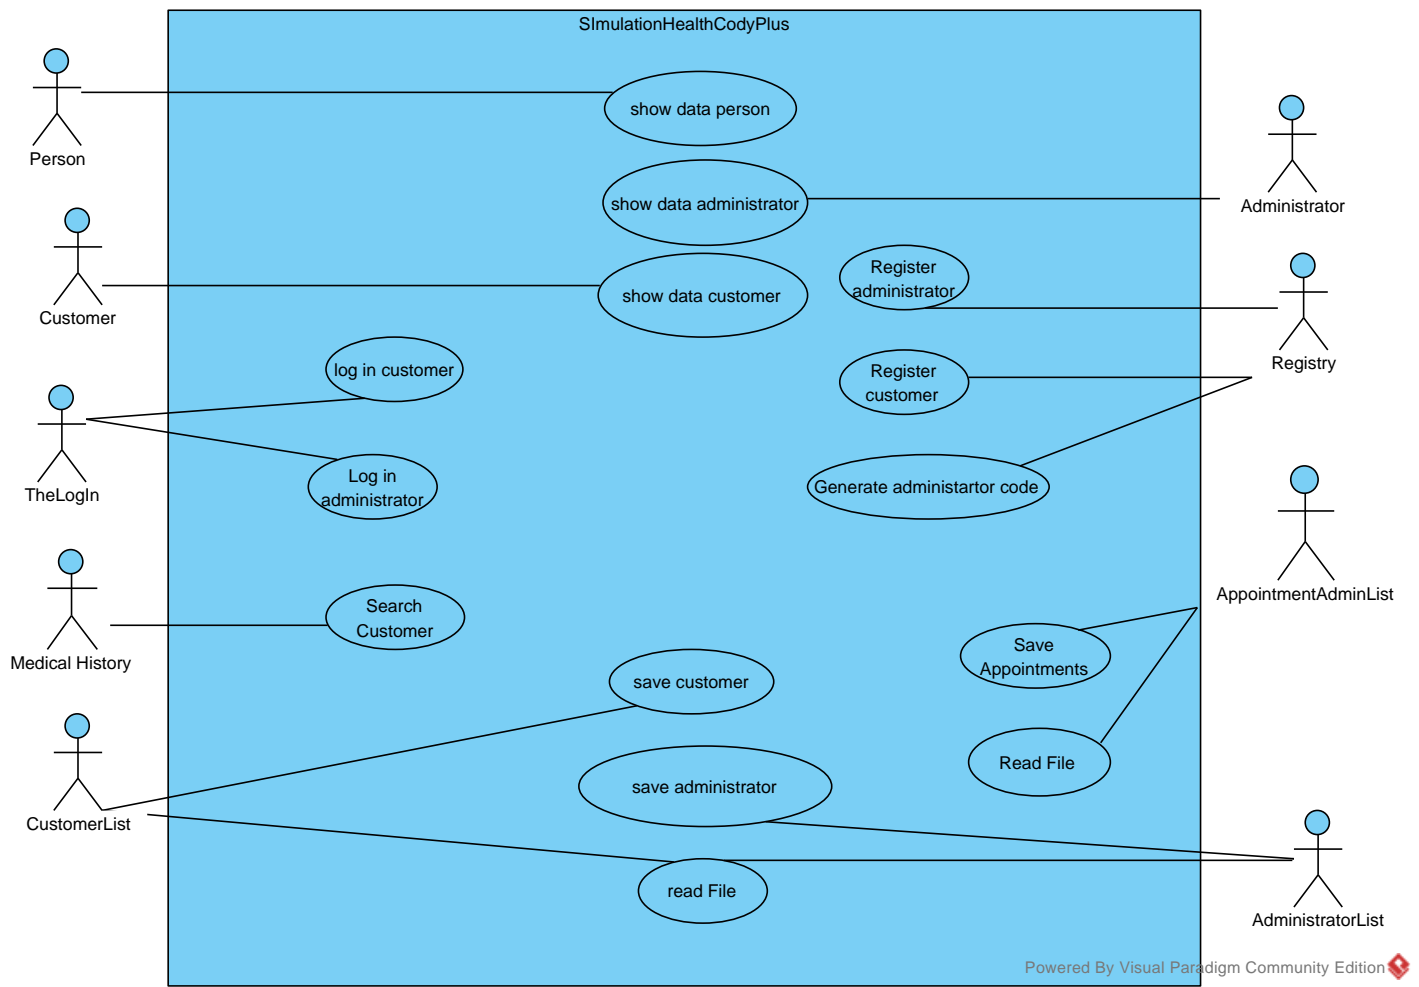 SImulationHealthCodyPlus
show data person
Person
show data administrator
Administrator
Customer
show data customer
Register
administrator
Registry
log in customer
Register
customer
TheLogIn
Log in
administrator
Generate administartor code
AppointmentAdminList
Medical History
Search
Customer
Save
Appointments
save customer
Read File
CustomerList
save administrator
read File
AdministratorList
Powered By Visual Paradigm Community Edition